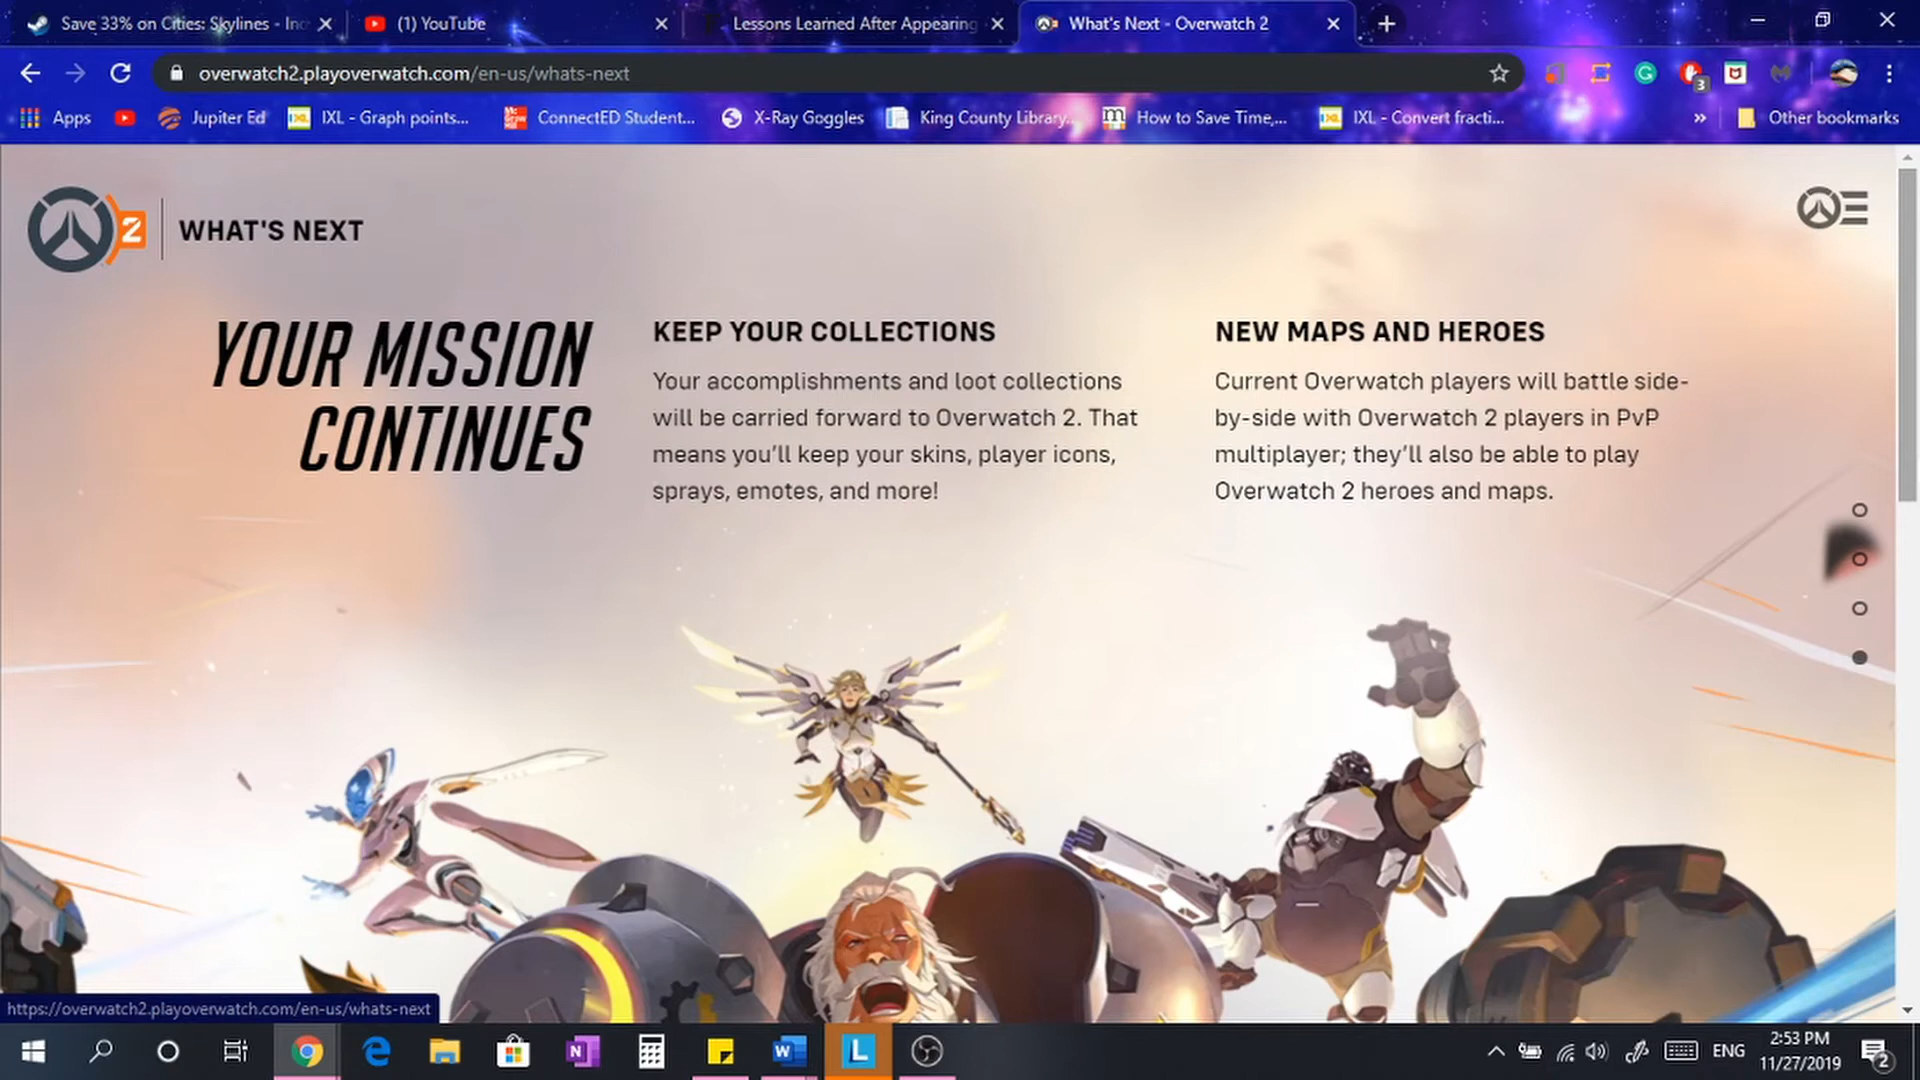 Save 33% on Cities: Skylines - In
(1) YouTube
Lessons Learned After Appearing
What's Next - Overwatch 2
overwatch2.playoverwatch.com/en-us/whats-next
3
Apps
Jupiter Ed
IXL - Graph points...
ConnectED Student...
X-Ray Goggles
King County Library...
How to Save Time,...
IXL - Convert fracti...
»
Other bookmarks
2 WHAT'S NEXT
YOUR MISSION
CONTINUES
KEEP YOUR COLLECTIONS
Your accomplishments and loot collections
will be carried forward to Overwatch 2. That
means you'll keep your skins, player icons,
sprays, emotes, and more!
NEW MAPS AND HEROES
Current Overwatch players will battle side-
by-side with Overwatch 2 players in PvP
multiplayer; they'll also be able to play
Overwatch 2 heroes and maps.
https://overwatch2.playoverwatch.com/en-us/whats-next
ENG
2:53 PM
11/27/2019
2